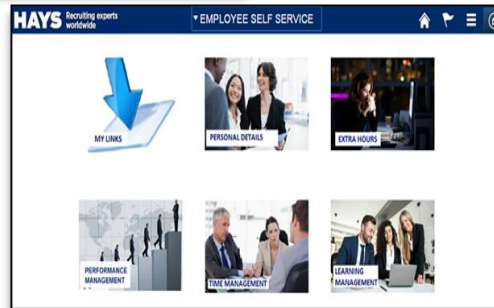 HAYS Recruiting experts
worldwide
EMPLOYEE SELF SERVICE
MY LINKS
PERSONAL DETAILS
EXTRA HOURS
PERFORMANCE
MANAGEMENT
TIME MANAGEMENT
LEARNING
MANAGEMENT